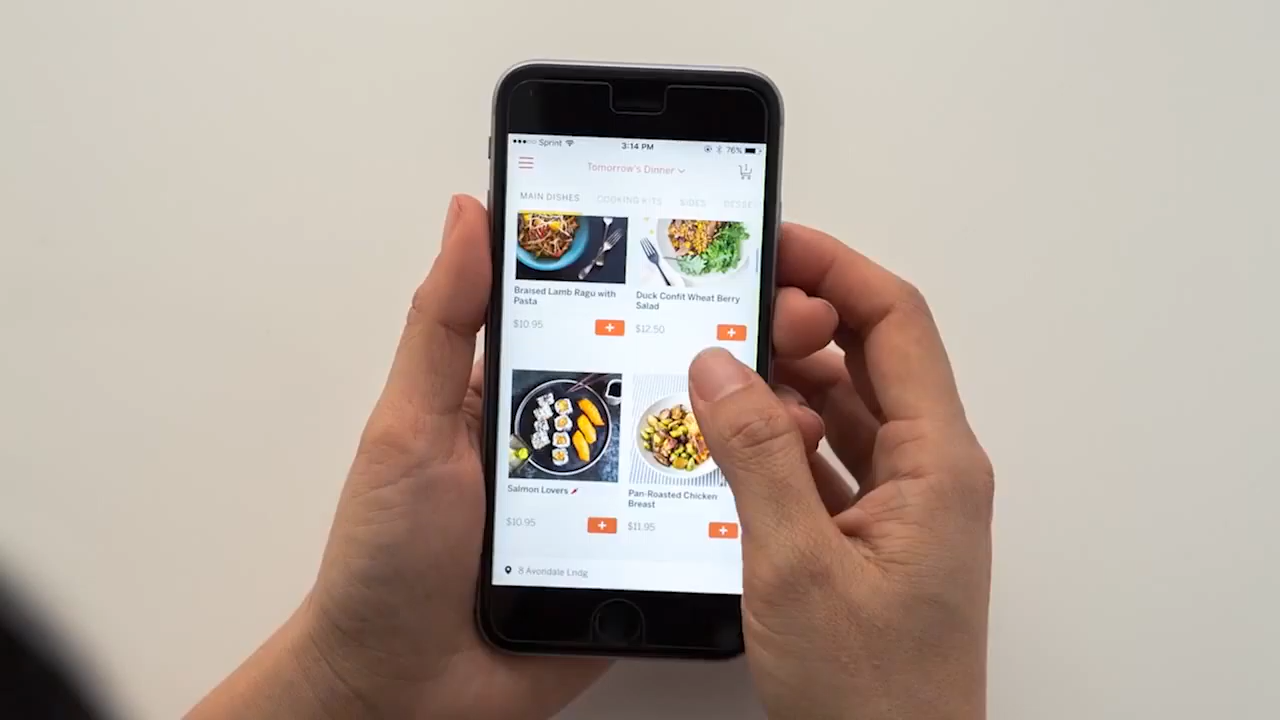 Sprint 3:14 PM 76%
Tomorrow's Dinner 1
MAIN DISHES COOKING KITS SIDES DESSER
Braised Lamb Ragu with
Pasta
$10.95
Duck Confit Wheat Berry
Salad
$12.50
Salmon Lovers
$10.95
Pan-Roasted Chicken
Breast
$11.95
8 Avondale Lndg